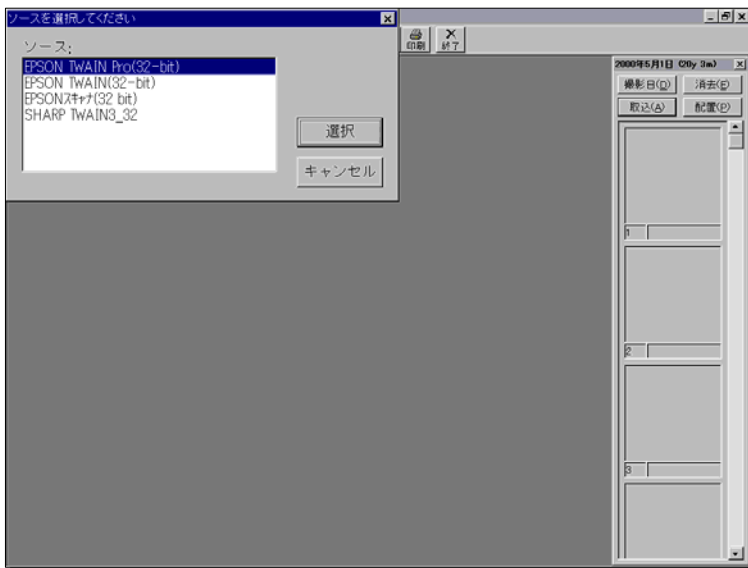 ソースを選択してください
ソース:
EPSON TWAIN Pro(32-bit)
EPSON TWAIN(32-bit)
EPSONｽｷｬﾅ(32 bit)
SHARP TWAIN3_32
選択
キャンセル
印刷
終了
2000年5月1日 (20y 3m)
撮影日(D)
消去(E)
取込(A)
配置(P)
1
2
3